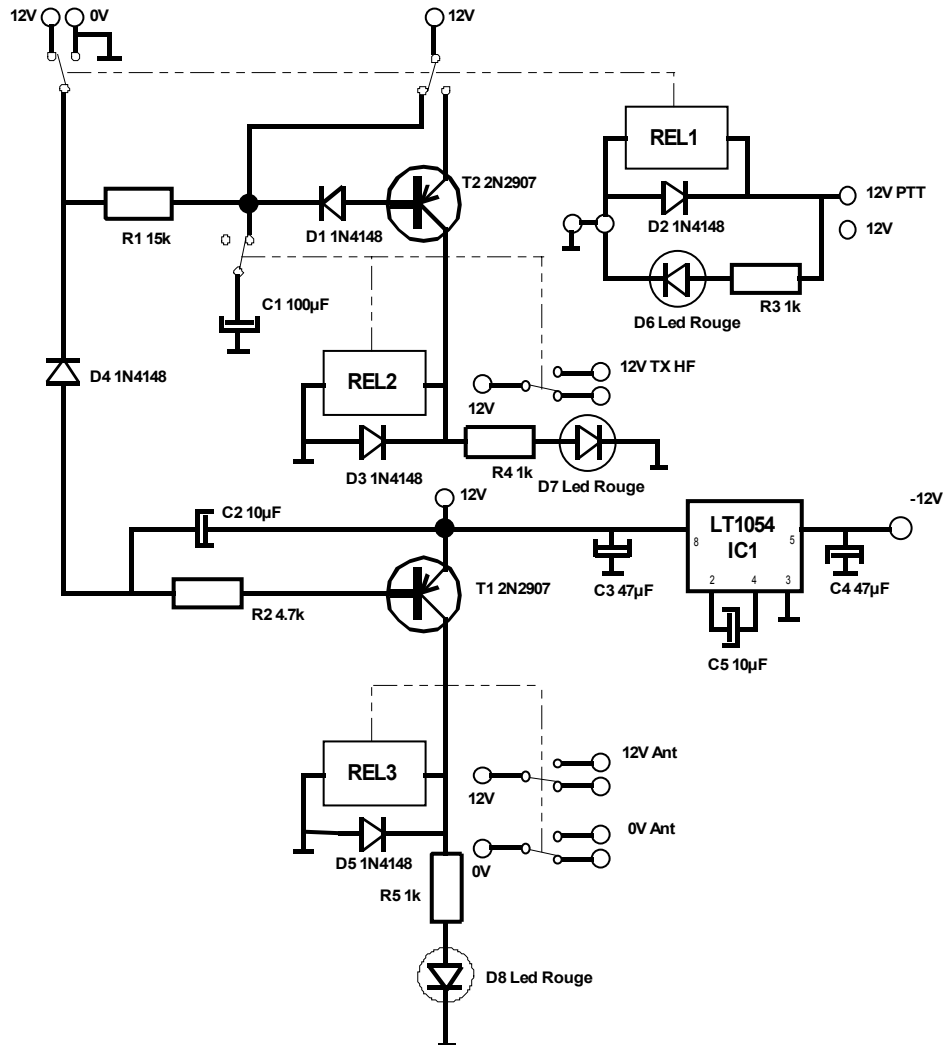 12V
0V
12V
REL1
T2 2N2907
12V PTT
D2 1N4148
12V
R1 15k
D1 1N4148
R3 1k
D6 Led Rouge
C1 100µF
D4 1N4148
REL2
12V TX HF
12V
D3 1N4148
R4 1k
D7 Led Rouge
12V
C2 10µF
-12V
LT1054
IC1
8
5
2
4
3
C3 47µF
C4 47µF
T1 2N2907
R2 4.7k
C5 10µF
REL3
12V Ant
12V
0V Ant
D5 1N4148
0V
R5 1k
D8 Led Rouge